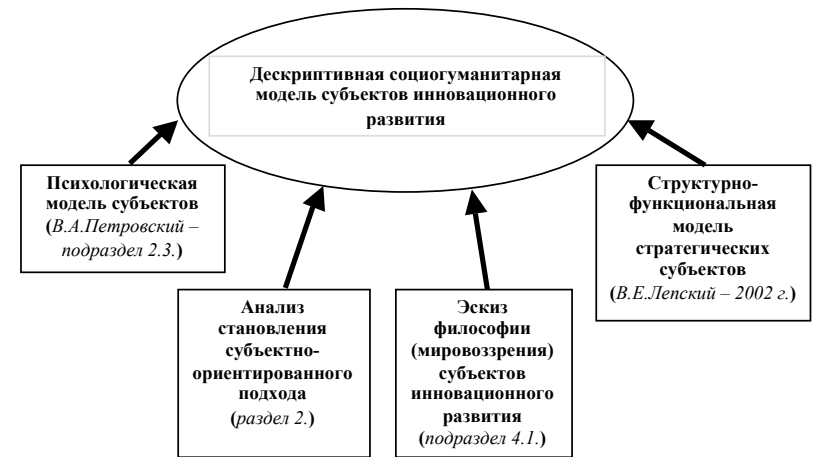 Дескриптивная социогуманитарная
модель субъектов инновационного
развития
Психологическая
модель субъектов
(В.А.Петровский –
подраздел 2.3.)
Анализ
становления
субъектно-
ориентированного
подхода
(раздел 2.)
Эскиз
философии
(мировоззрения)
субъектов
инновационного
развития
(подраздел 4.1.)
Структурно-
функциональная
модель
стратегических
субъектов
(В.Е.Лепский – 2002 г.)